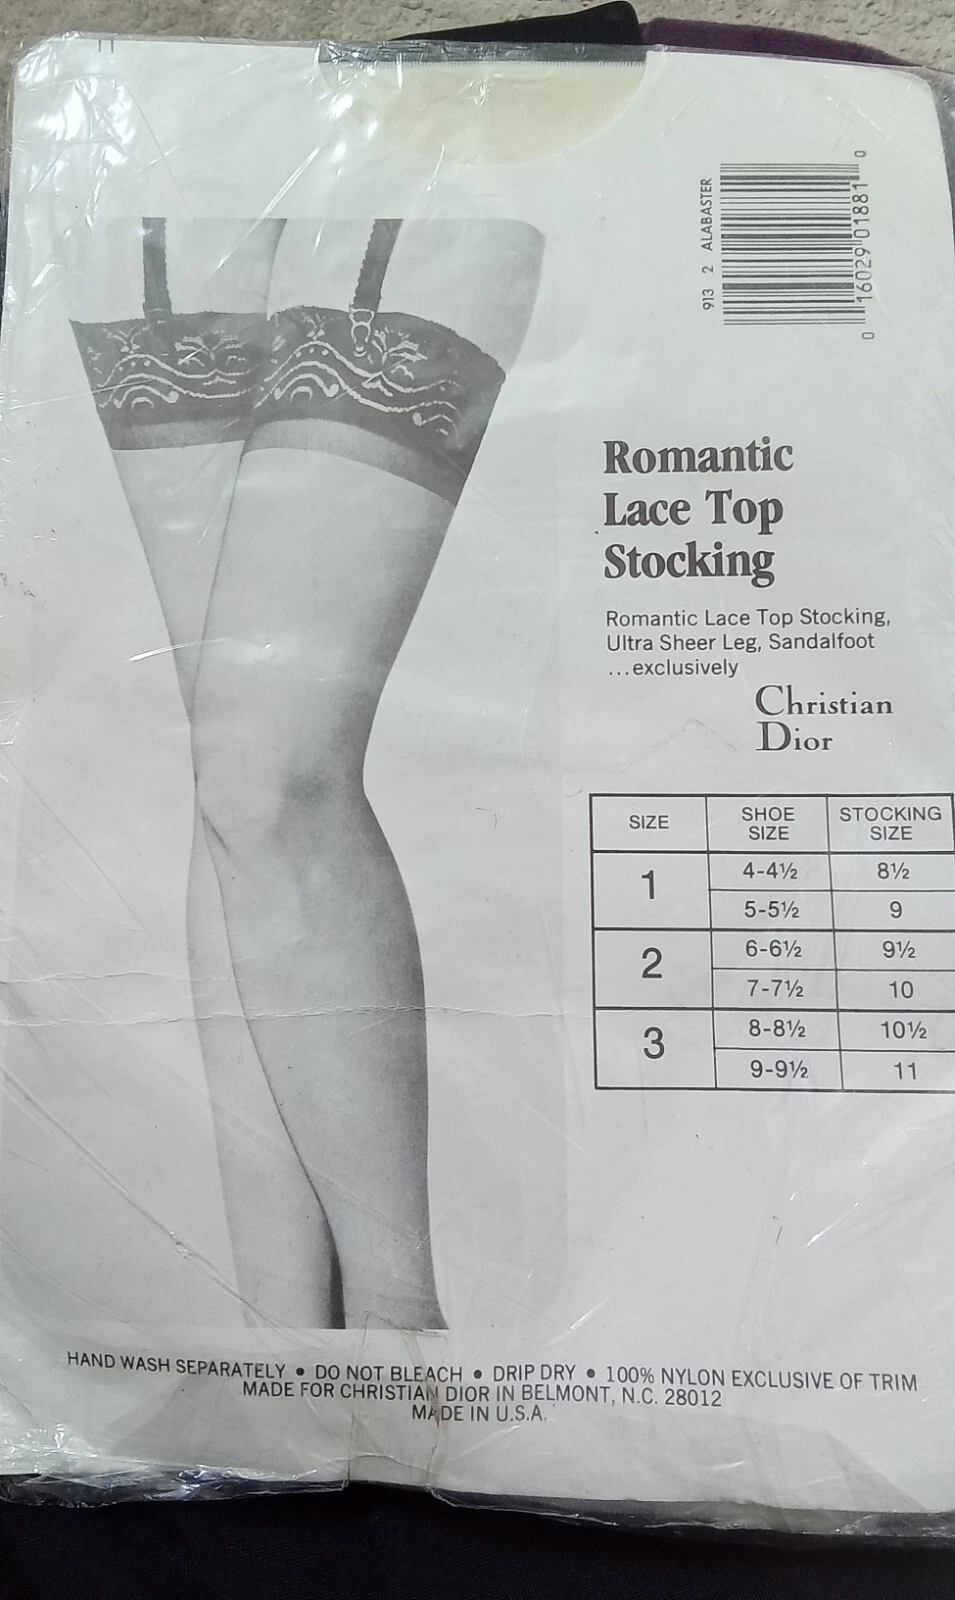 913 2 ALABASTER
0 16029 01881 0
Romantic
Lace Top
Stocking
Romantic Lace Top Stocking,
Ultra Sheer Leg, Sandalfoot
...exclusively
Christian
Dior
SIZE SHOE SIZE STOCKING SIZE
1 4-4½ 8½
5-5½ 9
2 6-6½ 9½
7-7½ 10
3 8-8½ 10½
9-9½ 11
HAND WASH SEPARATELY • DO NOT BLEACH • DRIP DRY • 100% NYLON EXCLUSIVE OF TRIM
MADE FOR CHRISTIAN DIOR IN BELMONT, N.C. 28012
MADE IN U.S.A.